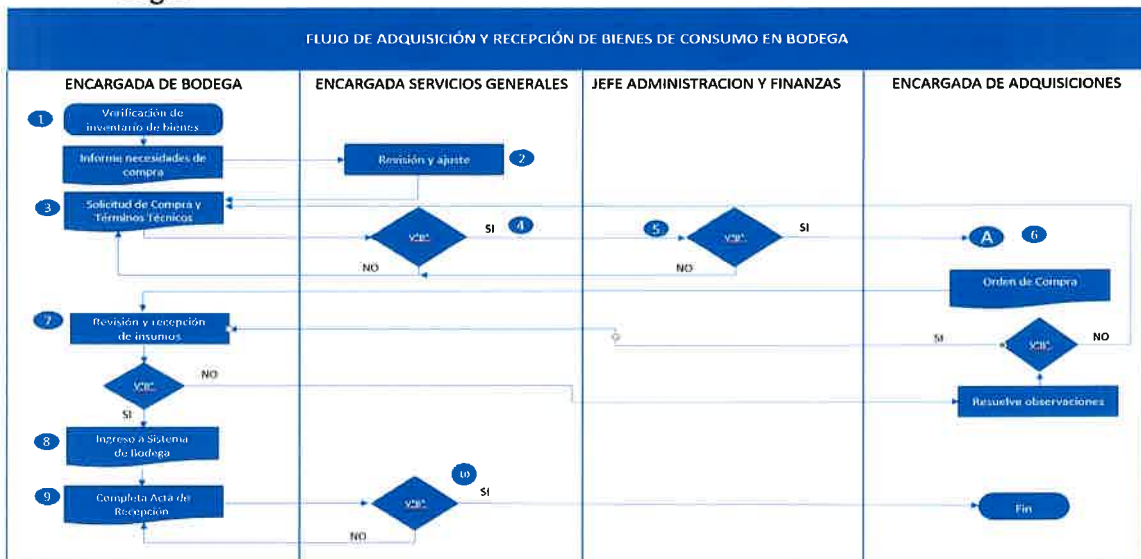 FLUJO DE ADQUISICIÓN Y RECEPCIÓN DE BIENES DE CONSUMO EN BODEGA
ENCARGADA DE BODEGA
ENCARGADA SERVICIOS GENERALES
JEFE ADMINISTRACION Y FINANZAS
ENCARGADA DE ADQUISICIONES
1
Verificación de
inventario de bienes
Informe necesidades de
compra
Revisión y ajuste
2
3
Solicitud de Compra y
Términos Técnicos
V°B°.
SI
4
NO
5
V°B°.
SI
NO
A
6
Orden de Compra
7
Revisión y recepción
de insumos
SI
V°B°.
NO
V°B°.
NO
SI
Resuelve observaciones
8
Ingreso a Sistema
de Bodega
9
Completa Acta de
Recepción
V°B°.
10
SI
NO
Fin